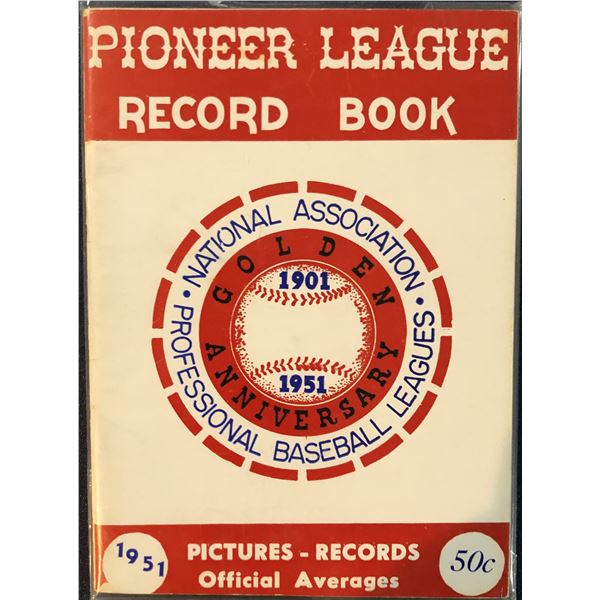 PIONEER LEAGUE
RECORD BOOK
NATIONAL ASSOCIATION •
PROFESSIONAL BASEBALL LEAGUES •
GOLDEN
ANNIVERSARY
1901
1951
1951
PICTURES - RECORDS
Official Averages
50c